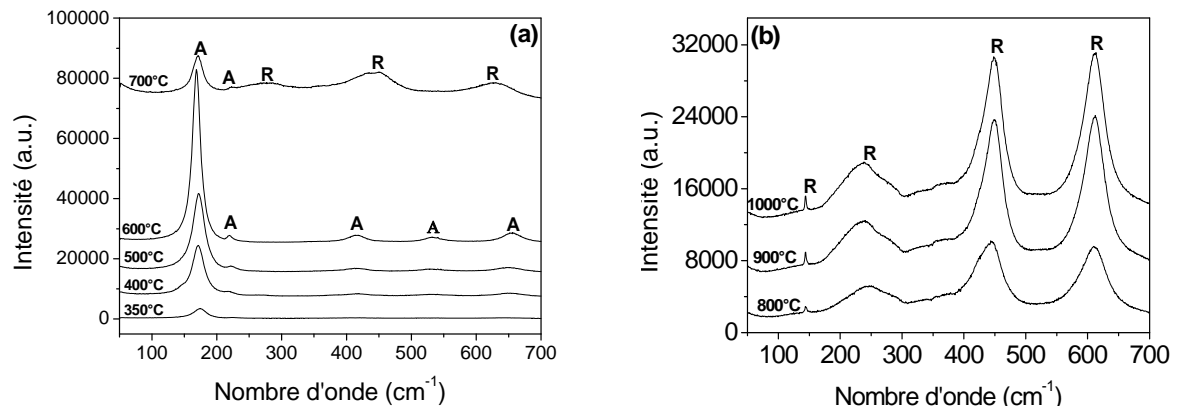 (a)
100000
80000
60000
40000
20000
0
Intensité (a.u.)
A
A
R
R
R
700°C
A
A
A
A
600°C
500°C
400°C
350°C
100 200 300 400 500 600 700
Nombre d'onde (cm-1)
(b)
32000
24000
16000
8000
0
Intensité (a.u.)
R
R
R
R
1000°C
900°C
800°C
100 200 300 400 500 600 700
Nombre d'onde (cm-1)